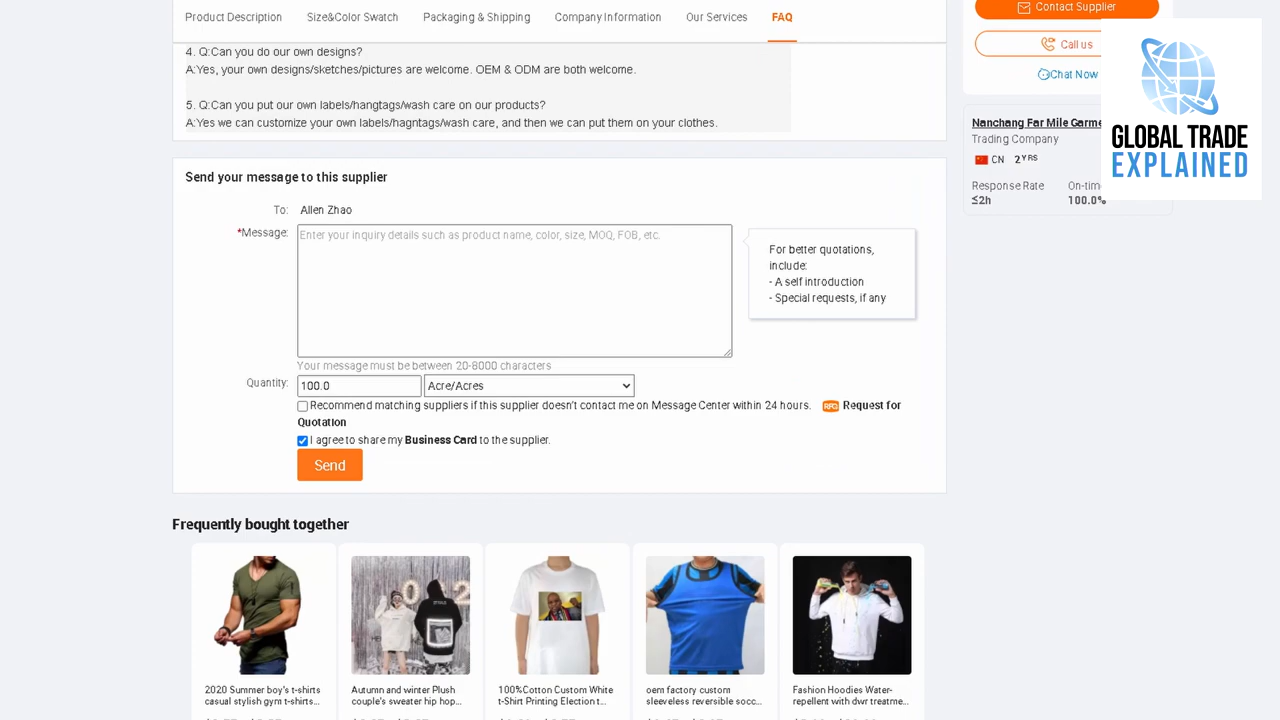 Product Description Size&Color Swatch Packaging & Shipping Company Information Our Services FAQ
Contact Supplier
Call us
Chat Now
4. Q:Can you do our own designs?
A:Yes, your own designs/sketches/pictures are welcome. OEM & ODM are both welcome.
5. Q:Can you put our own labels/hangtags/wash care on our products?
A:Yes we can customize your own labels/hagntags/wash care, and then we can put them on your clothes.
GLOBAL TRADE
EXPLAINED
Nanchang Far Mile
Trading Company
CN 2 YRS
Response Rate
≤2h 100.0%
Send your message to this supplier
To: Allen Zhao
*Message: Enter your inquiry details such as product name, color, size, MOQ, FOB, etc.
For better quotations,
include:
- A self introduction
- Special requests, if any
Your message must be between 20-8000 characters
Quantity: 100.0 Acre/Acres
Recommend matching suppliers if this supplier doesn't contact me on Message Center within 24 hours. RFQ Request for
Quotation
I agree to share my Business Card to the supplier.
Send
Frequently bought together
2020 Summer boy's t-shirts
casual stylish gym t-shirts...
Autumn and winter Plush
couple's sweater hip hop...
100%Cotton Custom White
t-Shirt Printing Election t...
oem factory custom
sleeveless reversible socc...
Fashion Hoodies Water-
repellent with dwr treatme...